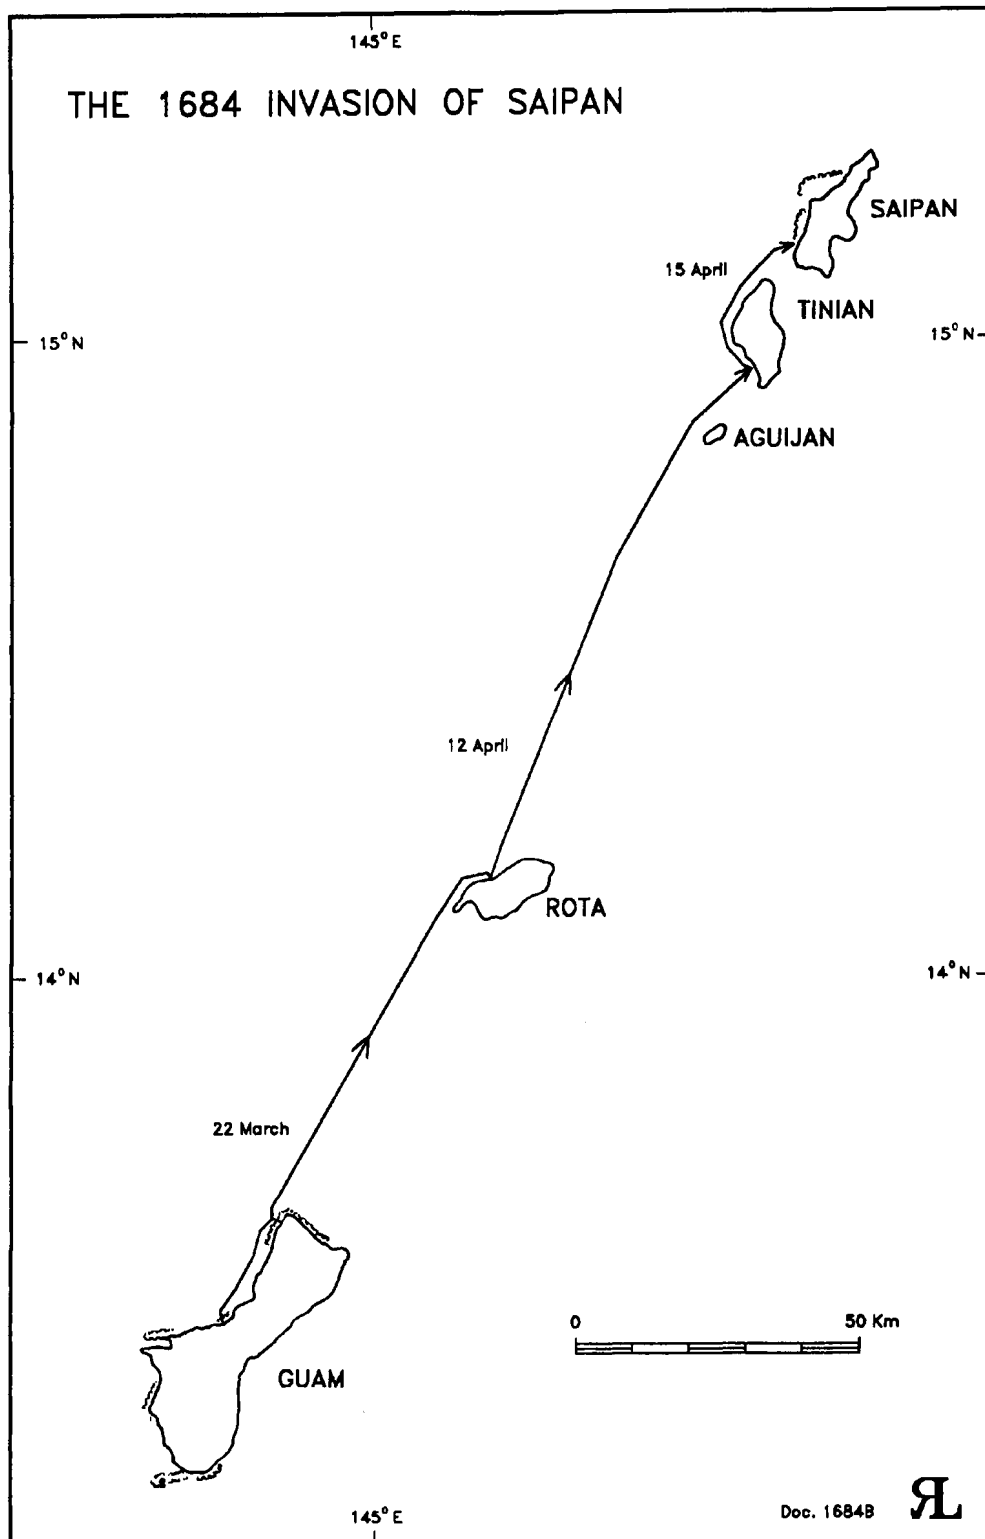 145°E
THE 1684 INVASION OF SAIPAN
SAIPAN
15 April
TINIAN
15°N
15°N
AGUIJAN
12 April
ROTA
14°N
14°N
22 March
0 50 Km
GUAM
145°E
Doc. 1684B
RL